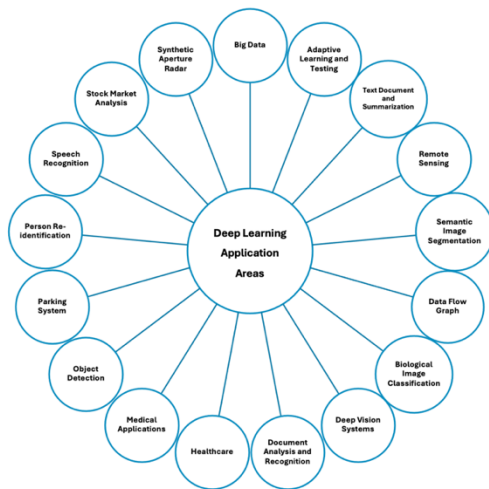 Big Data
Adaptive
Learning and
Testing
Text Document
and
Summarization
Remote
Sensing
Semantic
Image
Segmentation
Data Flow
Graph
Biological
Image
Classification
Deep Vision
Systems
Document
Analysis and
Recognition
Healthcare
Medical
Applications
Object
Detection
Parking
System
Person Re-
identification
Speech
Recognition
Stock Market
Analysis
Synthetic
Aperture
Radar
Deep Learning
Application
Areas